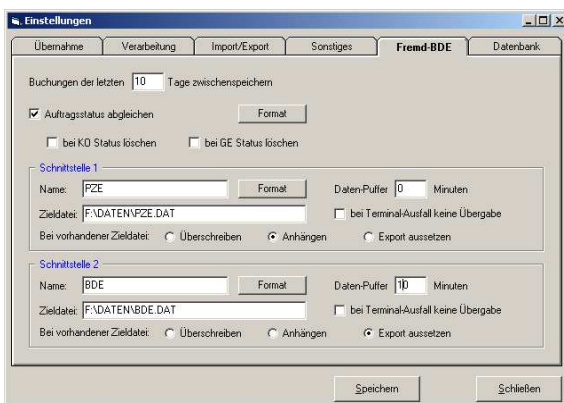 Einstellungen
Übernahme Verarbeitung Import/Export Sonstiges Fremd-BDE Datenbank
Buchungen der letzten 10 Tage zwischenspeichern
Auftragsstatus abgleichen Format
bei KO Status löschen bei GE Status löschen
Schnittstelle 1
Name: PZE Format Daten-Puffer 0 Minuten
Zieldatei: F:\DATEN\PZE.DAT bei Terminal-Ausfall keine Übergabe
Bei vorhandener Zieldatei: Überschreiben Anhängen Export aussetzen
Schnittstelle 2
Name: BDE Format Daten-Puffer 10 Minuten
Zieldatei: F:\DATEN\BDE.DAT bei Terminal-Ausfall keine Übergabe
Bei vorhandener Zieldatei: Überschreiben Anhängen Export aussetzen
Speichern Schließen